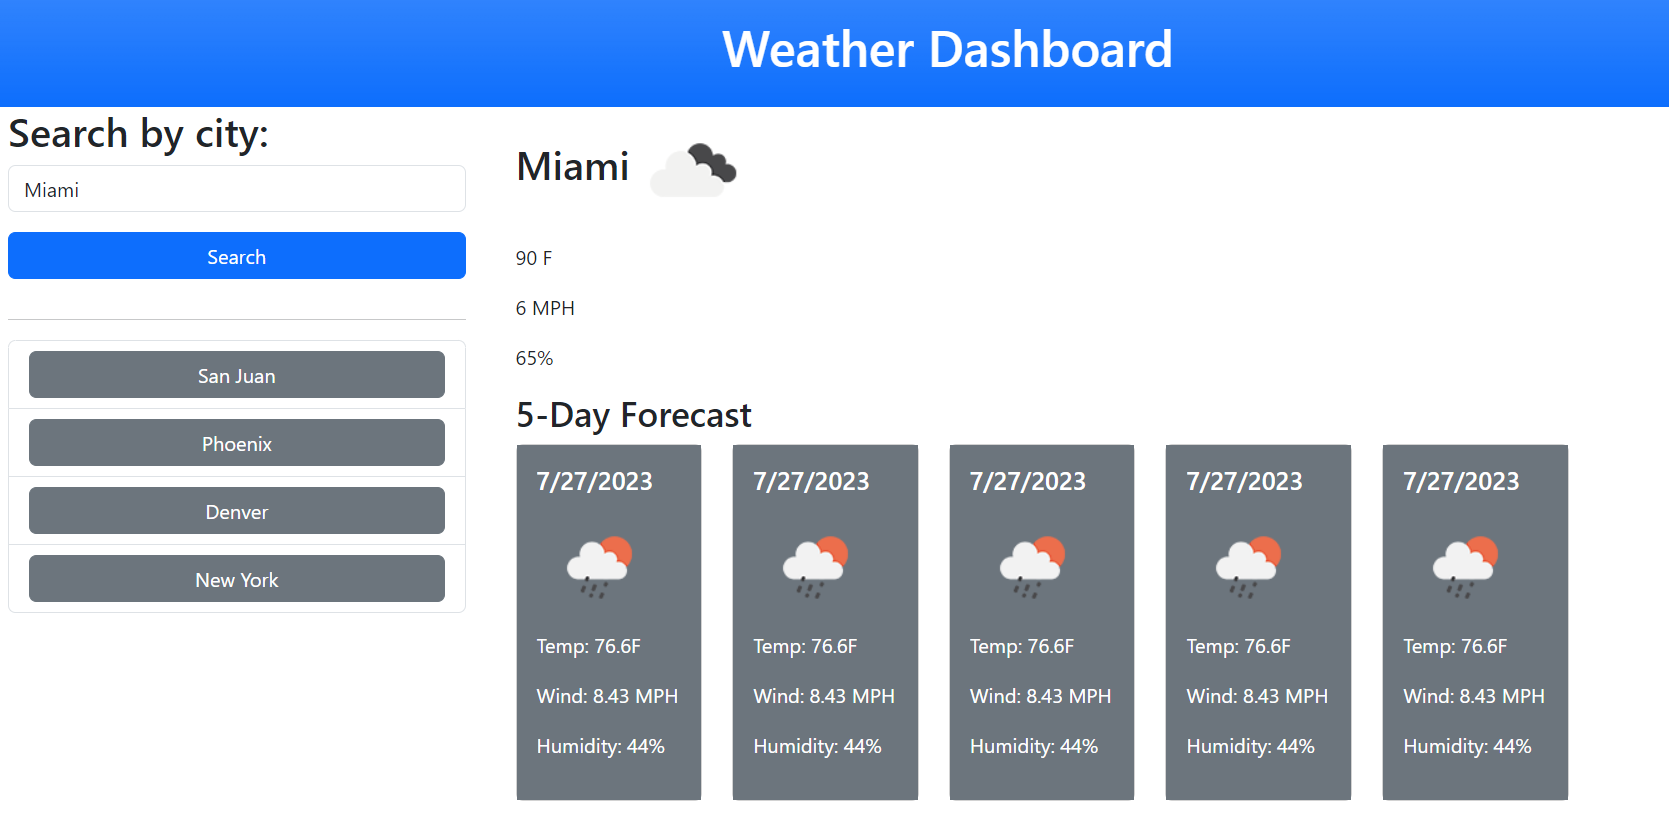 Weather Dashboard
Search by city:
Miami
Search
San Juan
Phoenix
Denver
New York
Miami
90 F
6 MPH
65%
5-Day Forecast
7/27/2023
Temp: 76.6F
Wind: 8.43 MPH
Humidity: 44%
7/27/2023
Temp: 76.6F
Wind: 8.43 MPH
Humidity: 44%
7/27/2023
Temp: 76.6F
Wind: 8.43 MPH
Humidity: 44%
7/27/2023
Temp: 76.6F
Wind: 8.43 MPH
Humidity: 44%
7/27/2023
Temp: 76.6F
Wind: 8.43 MPH
Humidity: 44%